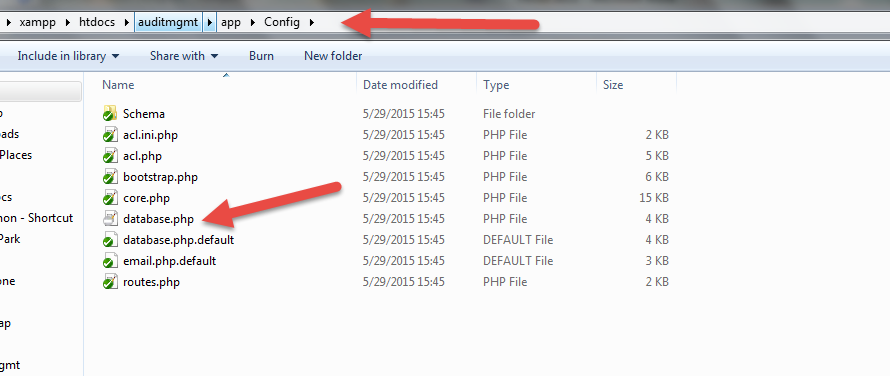 xampp htdocs auditmgmt app Config
Include in library Share with Burn New folder
Name Date modified Type Size
Schema 5/29/2015 15:45 File folder
acl.ini.php 5/29/2015 15:45 PHP File 2 KB
acl.php 5/29/2015 15:45 PHP File 5 KB
bootstrap.php 5/29/2015 15:45 PHP File 6 KB
core.php 5/29/2015 15:45 PHP File 15 KB
database.php 5/29/2015 15:45 PHP File 4 KB
database.php.default 5/29/2015 15:45 DEFAULT File 4 KB
email.php.default 5/29/2015 15:45 DEFAULT File 3 KB
routes.php 5/29/2015 15:45 PHP File 2 KB
oads
Places
ocs
non - Shortcut
Park
one
ap
gmt